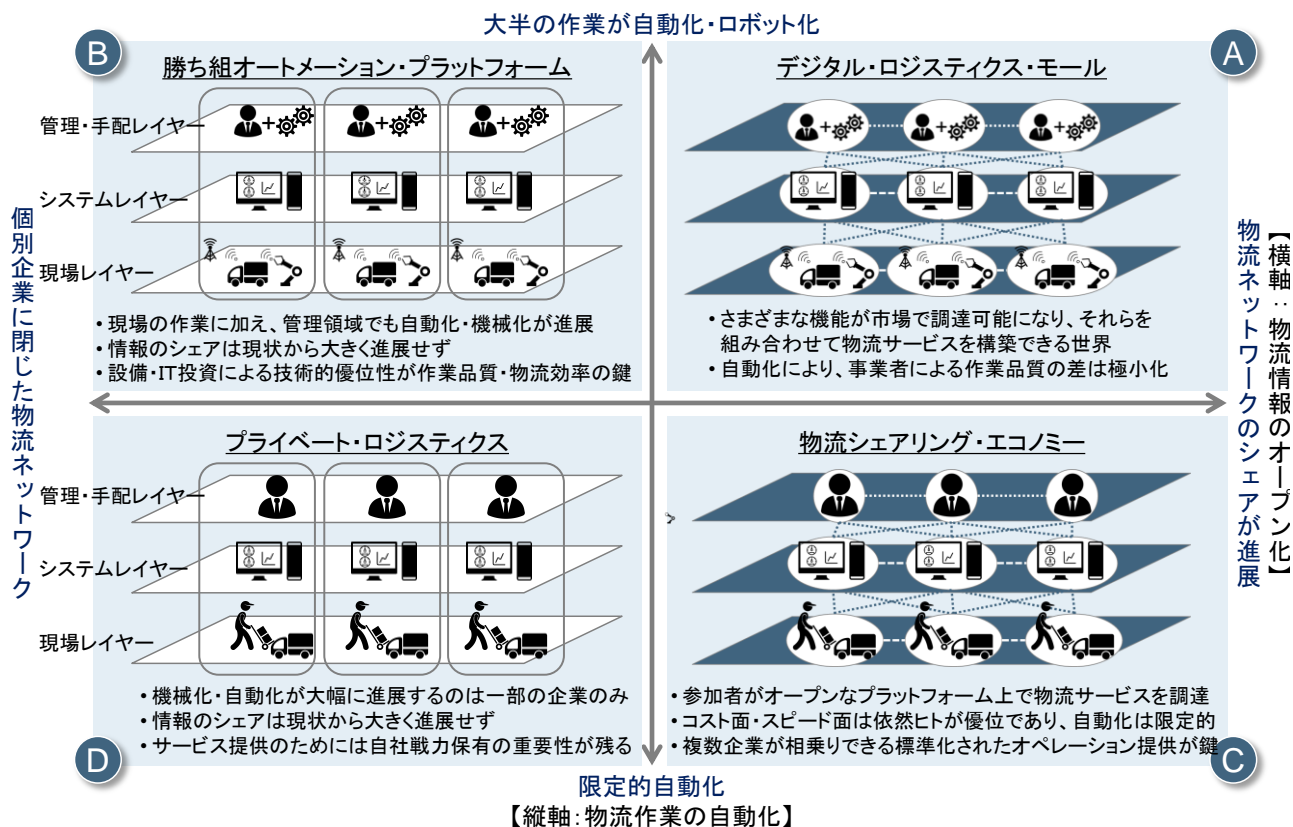 大半の作業が自動化・ロボット化
B
勝ち組オートメーション・プラットフォーム
管理・手配レイヤー
システムレイヤー
現場レイヤー
• 現場の作業に加え、管理領域でも自動化・機械化が進展
• 情報のシェアは現状から大きく進展せず
• 設備・IT投資による技術的優位性が作業品質・物流効率の鍵
A
デジタル・ロジスティクス・モール
• さまざまな機能が市場で調達可能になり、それらを
組み合わせて物流サービスを構築できる世界
• 自動化により、事業者による作業品質の差は極小化
個別企業に閉じた物流ネットワーク
物流ネットワークのシェアが進展
【横軸：物流情報のオープン化】
プライベート・ロジスティクス
管理・手配レイヤー
システムレイヤー
現場レイヤー
• 機械化・自動化が大幅に進展するのは一部の企業のみ
• 情報のシェアは現状から大きく進展せず
• サービス提供のためには自社戦力保有の重要性が残る
D
物流シェアリング・エコノミー
• 参加者がオープンなプラットフォーム上で物流サービスを調達
• コスト面・スピード面は依然ヒトが優位であり、自動化は限定的
• 複数企業が相乗りできる標準化されたオペレーション提供が鍵
C
限定的自動化
【縦軸：物流作業の自動化】